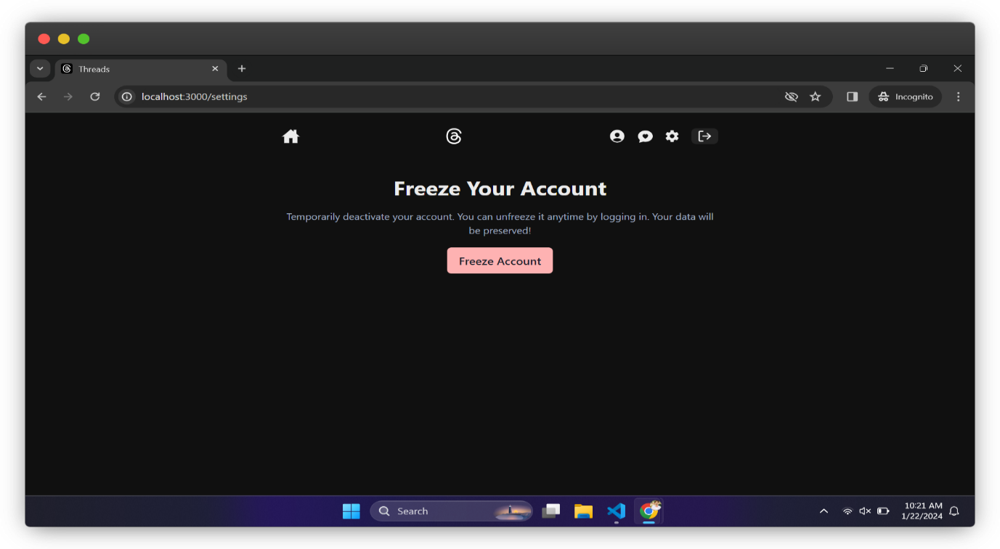 Threads
localhost:3000/settings
Incognito
Freeze Your Account
Temporarily deactivate your account. You can unfreeze it anytime by logging in. Your data will
be preserved!
Freeze Account
Search
10:21 AM
1/22/2024